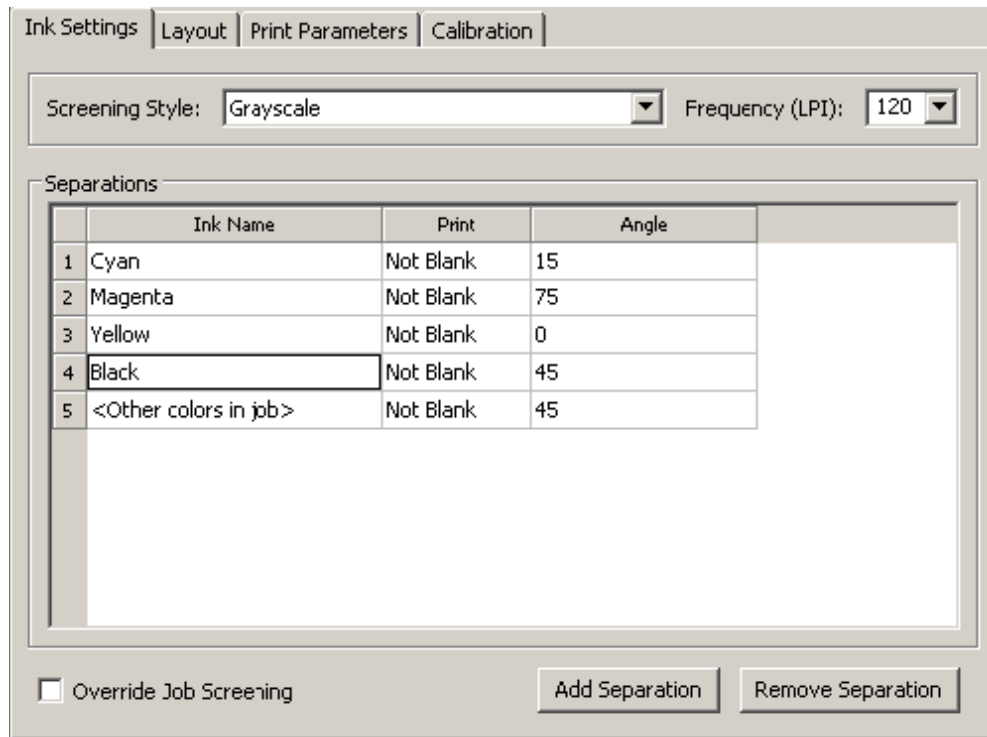 Ink Settings Layout Print Parameters Calibration
Screening Style: Grayscale Frequency (LPI): 120
Separations
Ink Name Print Angle
1 Cyan Not Blank 15
2 Magenta Not Blank 75
3 Yellow Not Blank 0
4 Black Not Blank 45
5 <Other colors in job> Not Blank 45
Override Job Screening Add Separation Remove Separation